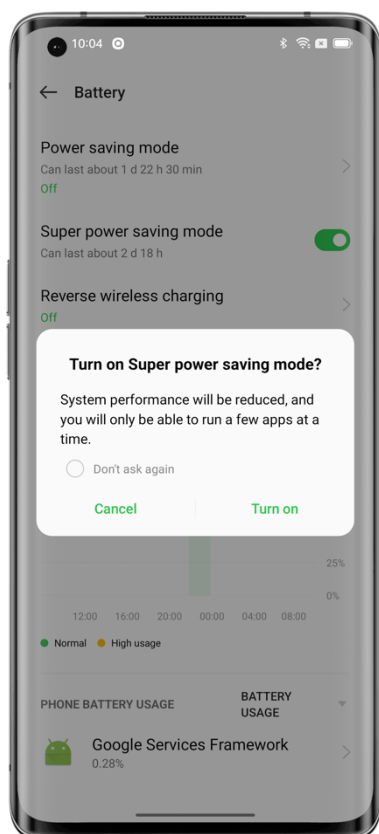 10:04
Battery
Power saving mode
Can last about 1 d 22 h 30 min
Off
Super power saving mode
Can last about 2 d 18 h
Reverse wireless charging
Off
Turn on Super power saving mode?
System performance will be reduced, and
you will only be able to run a few apps at a
time.
Don't ask again
Cancel Turn on
25%
0%
12:00 16:00 20:00 00:00 04:00 08:00
Normal High usage
PHONE BATTERY USAGE BATTERY
USAGE
Google Services Framework
0.28%